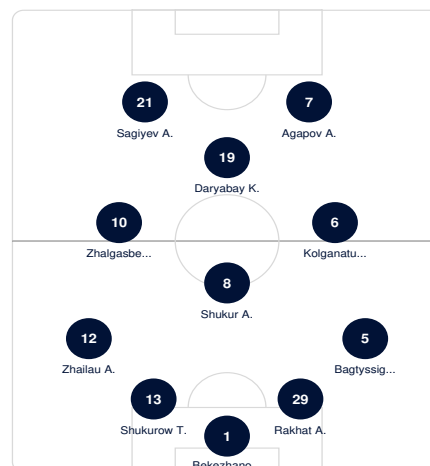 21 7
Sagiyev A. Agapov A.
19
Daryabay K.
10 6
Zhalgasbe... Kolganatu...
8
Shukur A.
12 5
Zhailau A. Bagtyssig...
13 29
Shukurow T. Rakhat A.
1
Bekezhano...